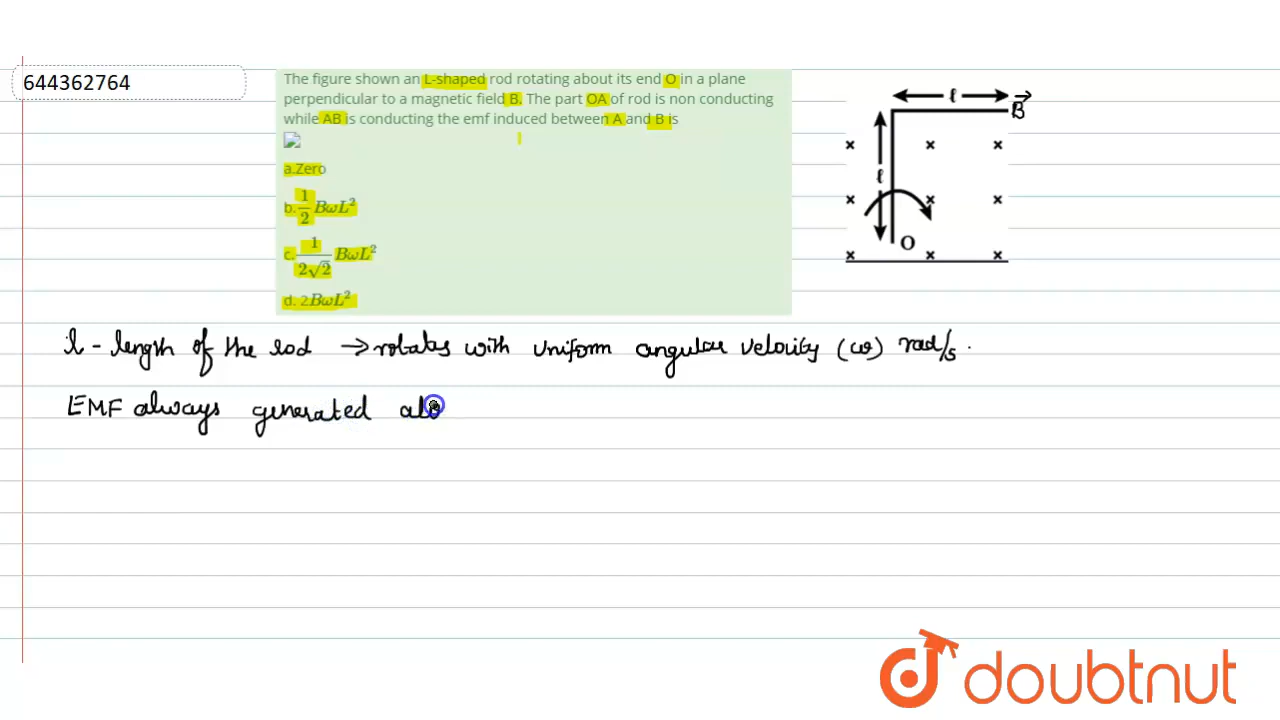 644362764
The figure shown an L-shaped rod rotating about its end O in a plane
perpendicular to a magnetic field B. The part OA of rod is non conducting
while AB is conducting the emf induced between A and B is
a.Zero
b. 1/2 BωL²
c. 1/2√2 BωL²
d. 2BωL²
ℓ
B⃗
× × ×
ℓ
× × ×
O
× × ×
l - length of the rod → rotates with uniform angular velocity (ω) rad/s.
EMF always generated alo
doubtnut